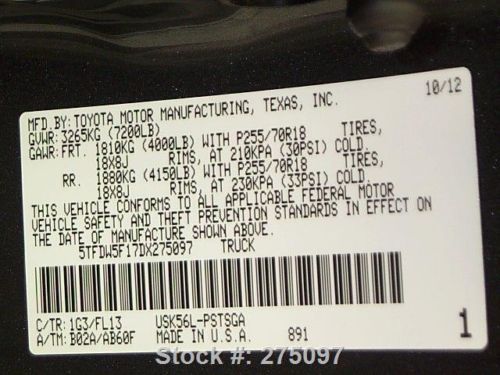 MFD.BY:TOYOTA MOTOR MANUFACTURING, TEXAS, INC. 10/12
GVWR: 3265KG (7200LB)
GAWR: FRT. 1810KG (4000LB) WITH P255/70R18 TIRES,
18X8J RIMS, AT 210KPA (30PSI) COLD.
RR. 1880KG (4150LB) WITH P255/70R18 TIRES,
18X8J RIMS, AT 230KPA (33PSI) COLD.
THIS VEHICLE CONFORMS TO ALL APPLICABLE FEDERAL MOTOR
VEHICLE SAFETY AND THEFT PREVENTION STANDARDS IN EFFECT ON
THE DATE OF MANUFACTURE SHOWN ABOVE.
5TFDW5F17DX275097 TRUCK
C/TR: 1G3/FL13 USK56L-PSTSGA
A/TM: B02A/AB60F MADE IN U.S.A. 891 1
Stock #: 275097